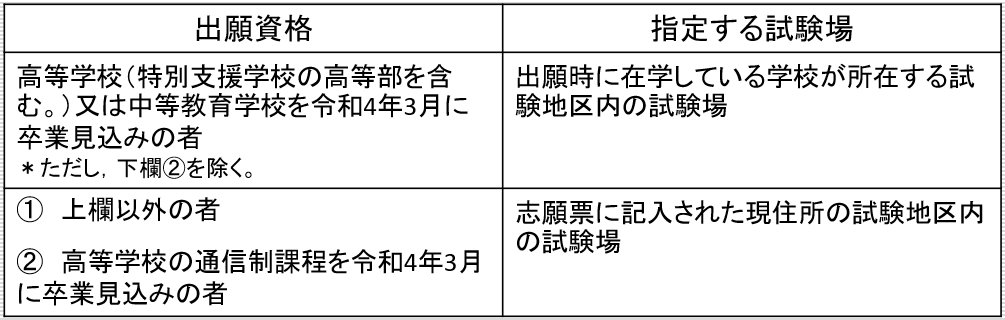 出願資格
指定する試験場
高等学校（特別支援学校の高等部を含
む。）又は中等教育学校を令和4年3月に
卒業見込みの者
＊ただし，下欄②を除く。
出願時に在学している学校が所在する試
験地区内の試験場
① 上欄以外の者
② 高等学校の通信制課程を令和4年3月
に卒業見込みの者
志願票に記入された現住所の試験地区内
の試験場